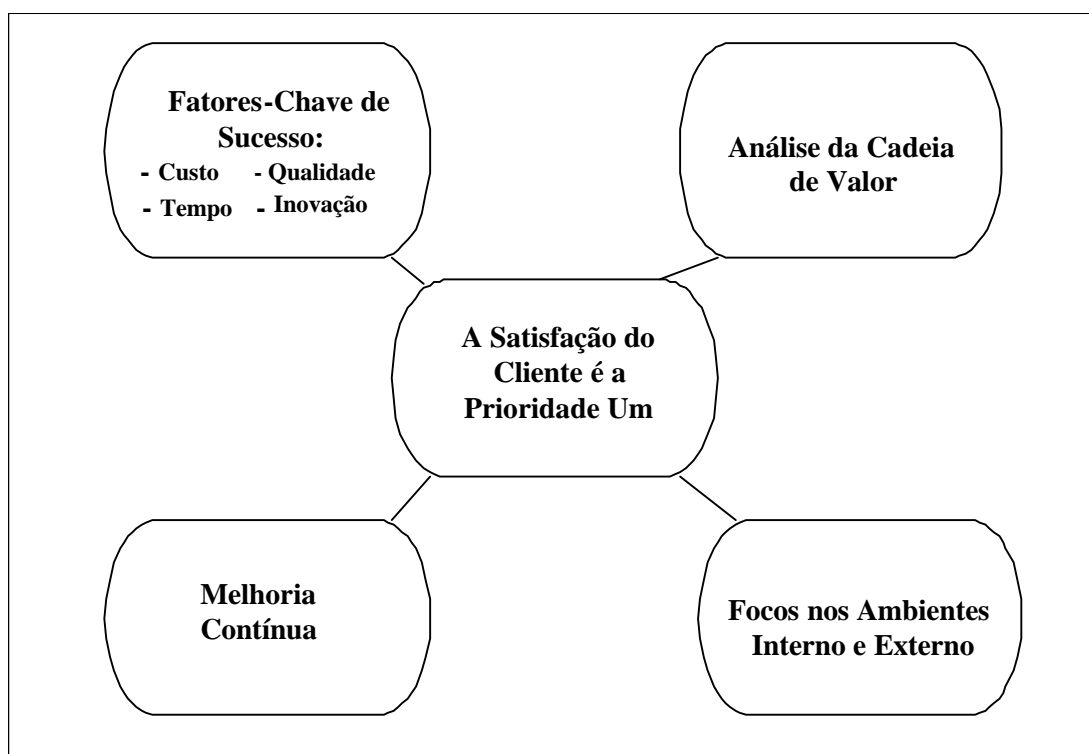 Fatores-Chave de
Sucesso:
- Custo - Qualidade
- Tempo - Inovação
Análise da Cadeia
de Valor
A Satisfação do
Cliente é a
Prioridade Um
Melhoria
Contínua
Focos nos Ambientes
Interno e Externo